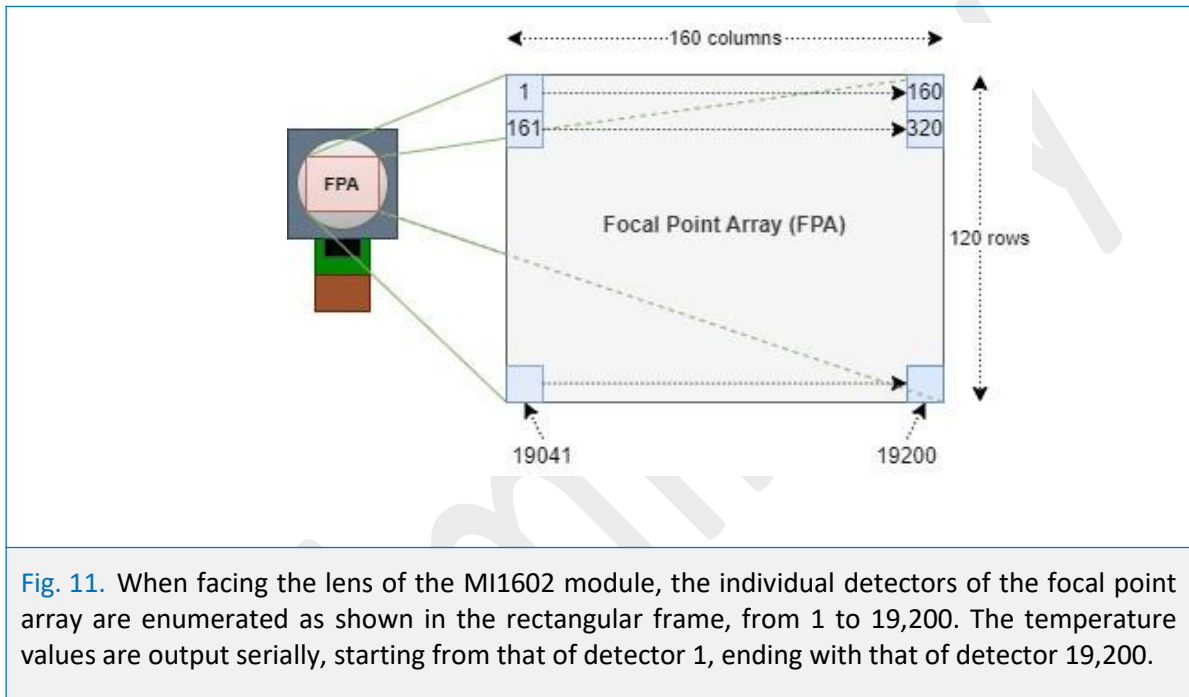 160 columns
1
160
161
320
FPA
Focal Point Array (FPA)
120 rows
19041
19200
Fig. 11. When facing the lens of the MI1602 module, the individual detectors of the focal point
array are enumerated as shown in the rectangular frame, from 1 to 19,200. The temperature
values are output serially, starting from that of detector 1, ending with that of detector 19,200.